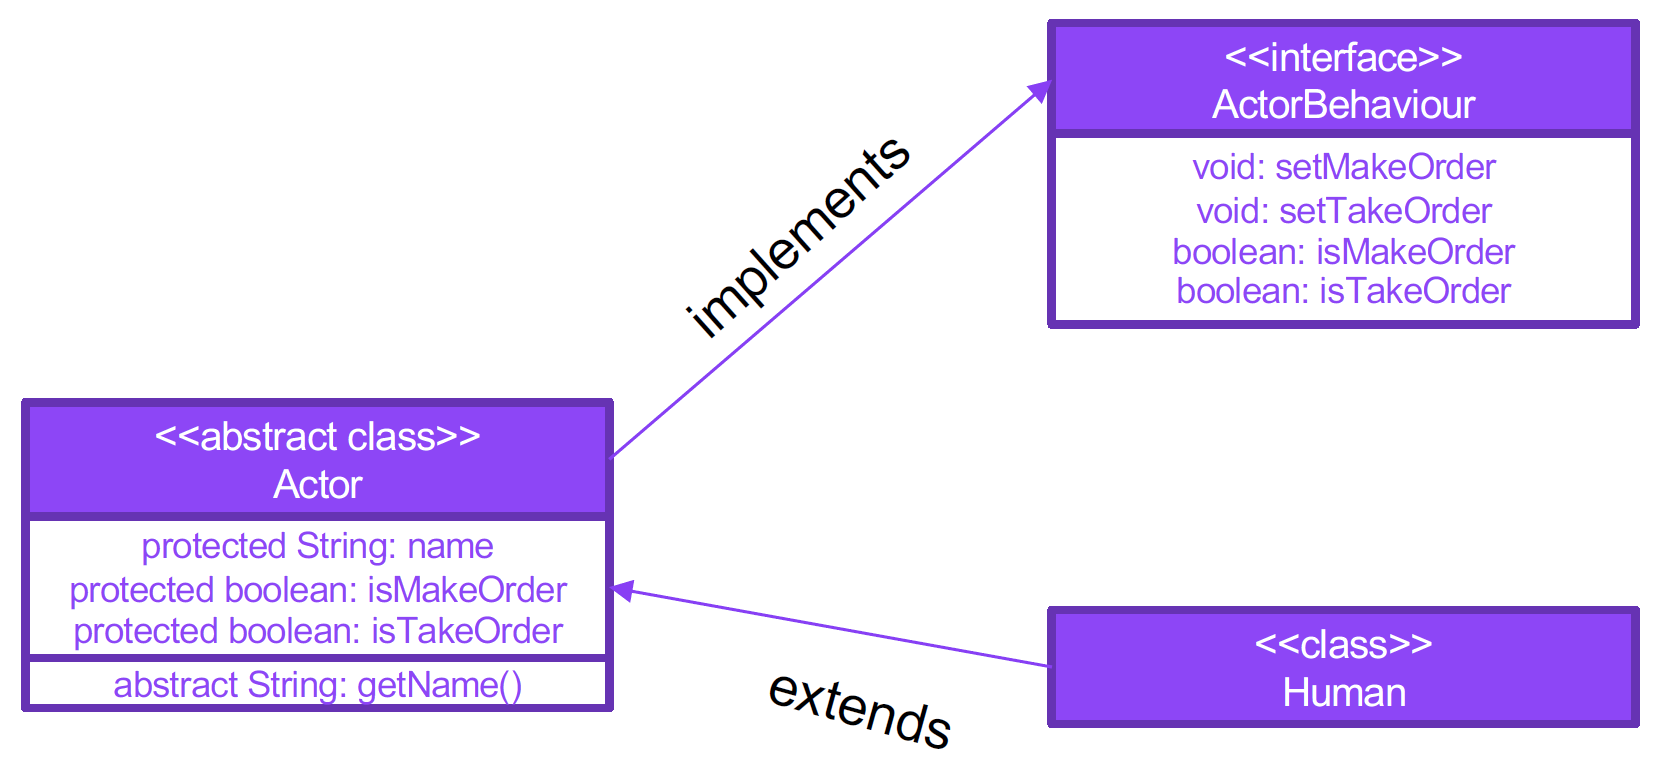 <<interface>>
ActorBehaviour
void: setMakeOrder
void: setTakeOrder
boolean: isMakeOrder
boolean: isTakeOrder
implements
<<abstract class>>
Actor
protected String: name
protected boolean: isMakeOrder
protected boolean: isTakeOrder
abstract String: getName()
extends
<<class>>
Human